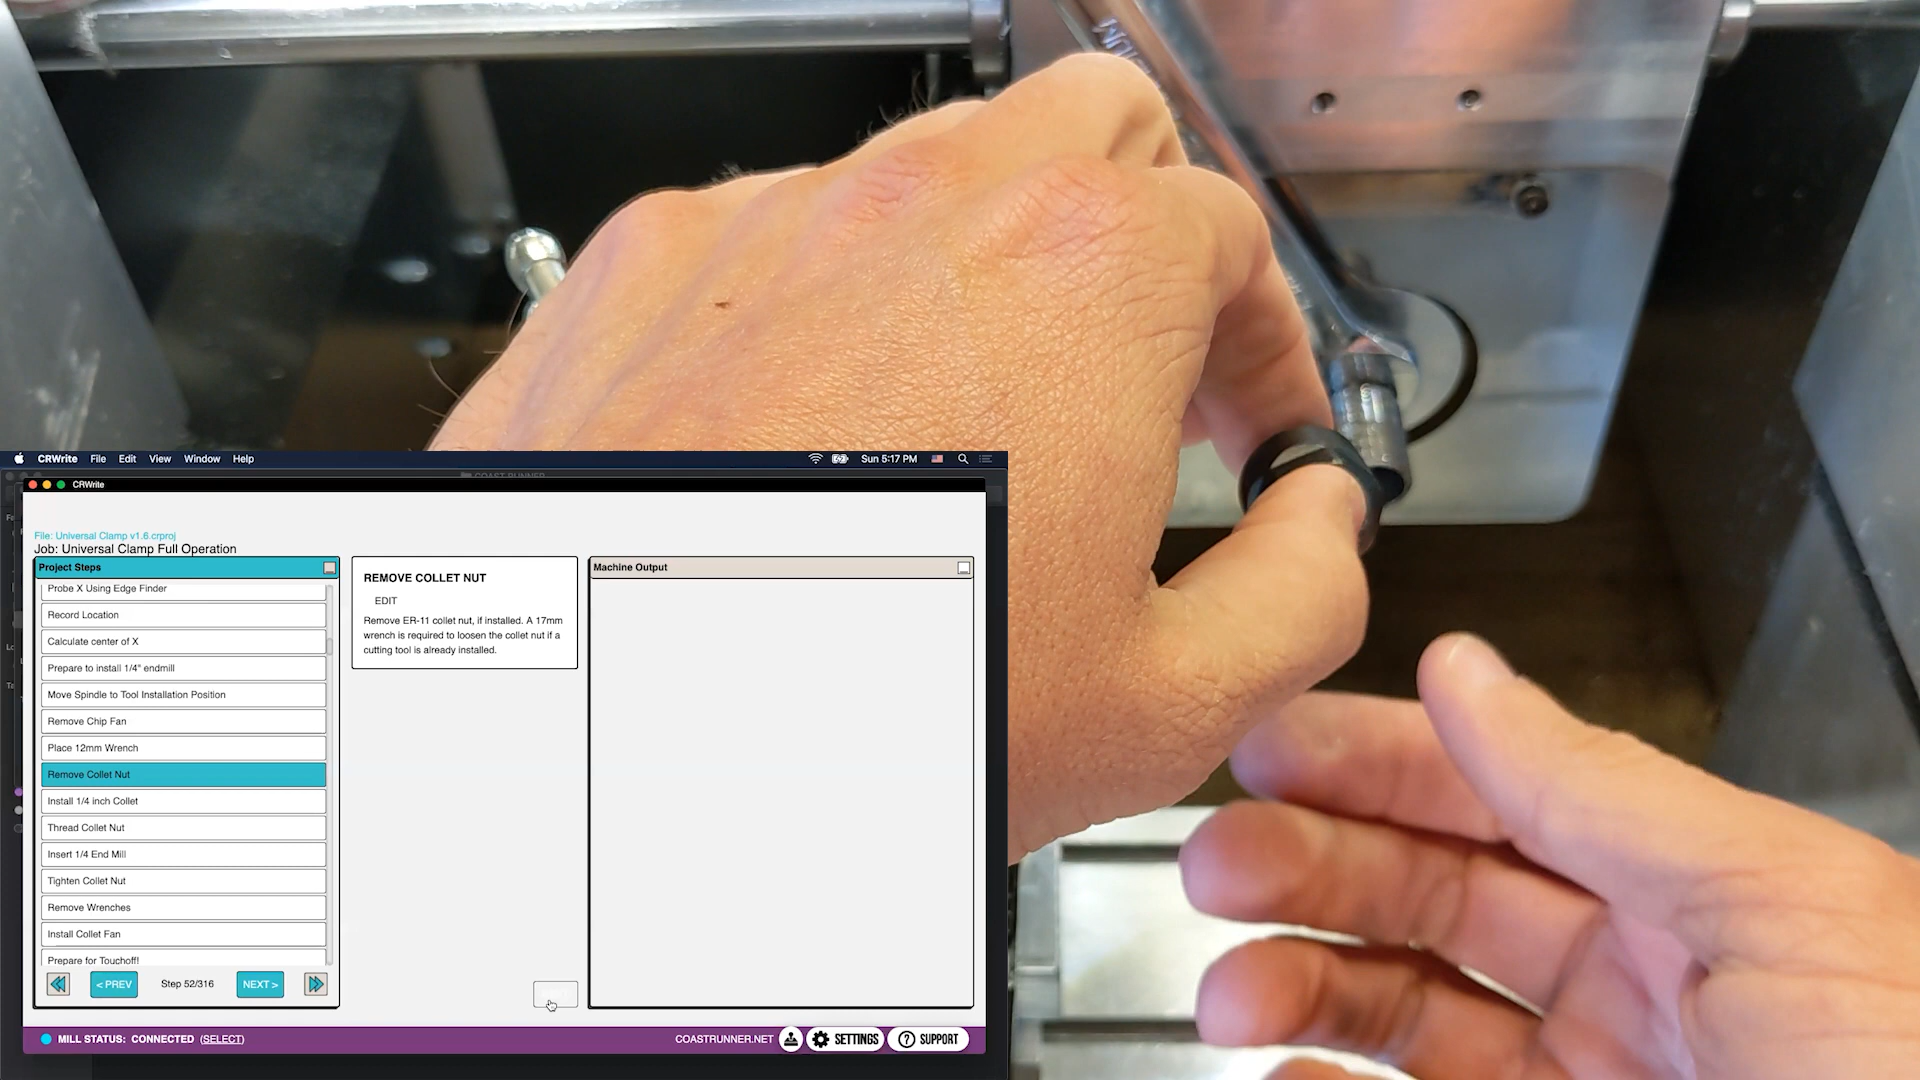 CRWrite File Edit View Window Help
Sun 5:17 PM
COAST RUNNER
CRWrite
File: Universal Clamp v1.6.crproj
Job: Universal Clamp Full Operation
Project Steps
Probe X Using Edge Finder
Record Location
Calculate center of X
Prepare to install 1/4" endmill
Move Spindle to Tool Installation Position
Remove Chip Fan
Place 12mm Wrench
Remove Collet Nut
Install 1/4 inch Collet
Thread Collet Nut
Insert 1/4 End Mill
Tighten Collet Nut
Remove Wrenches
Install Collet Fan
Prepare for Touchoff!
< PREV
Step 52/316
NEXT >
REMOVE COLLET NUT
EDIT
Remove ER-11 collet nut, if installed. A 17mm
wrench is required to loosen the collet nut if a
cutting tool is already installed.
Machine Output
MILL STATUS: CONNECTED (SELECT)
COASTRUNNER.NET
SETTINGS
SUPPORT